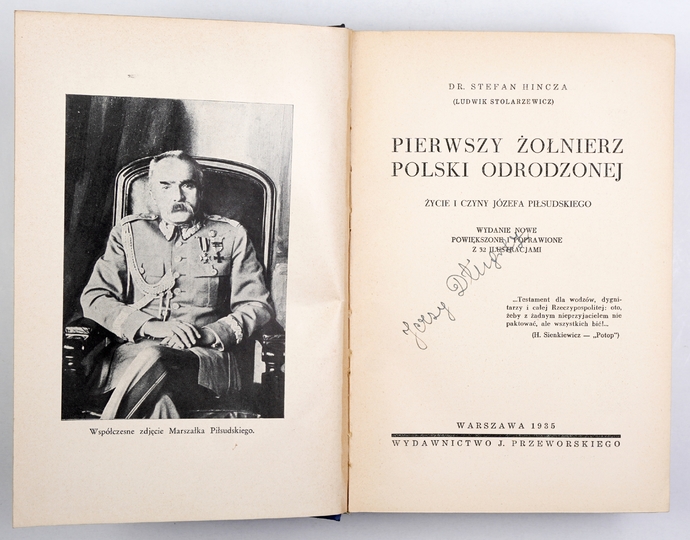 Współczesne zdjęcie Marszałka Piłsudskiego.
DR. STEFAN HINCZA
(LUDWIK STOLARZEWICZ)
PIERWSZY ŻOŁNIERZ
POLSKI ODRODZONEJ
ŻYCIE I CZYNY JÓZEFA PIŁSUDSKIEGO
WYDANIE NOWE
POWIĘKSZONE I POPRAWIONE
Z 32 ILUSTRACJAMI
Jerzy
„Testament dla wodzów, dygni-
tarzy i całej Rzeczypospolitej: oto,
żeby z żadnym nieprzyjacielem nie
paktować, ale wszystkich bić!...
(H. Sienkiewicz — „Potop")
WARSZAWA 1935
WYDAWNICTWO J. PRZEWORSKIEGO